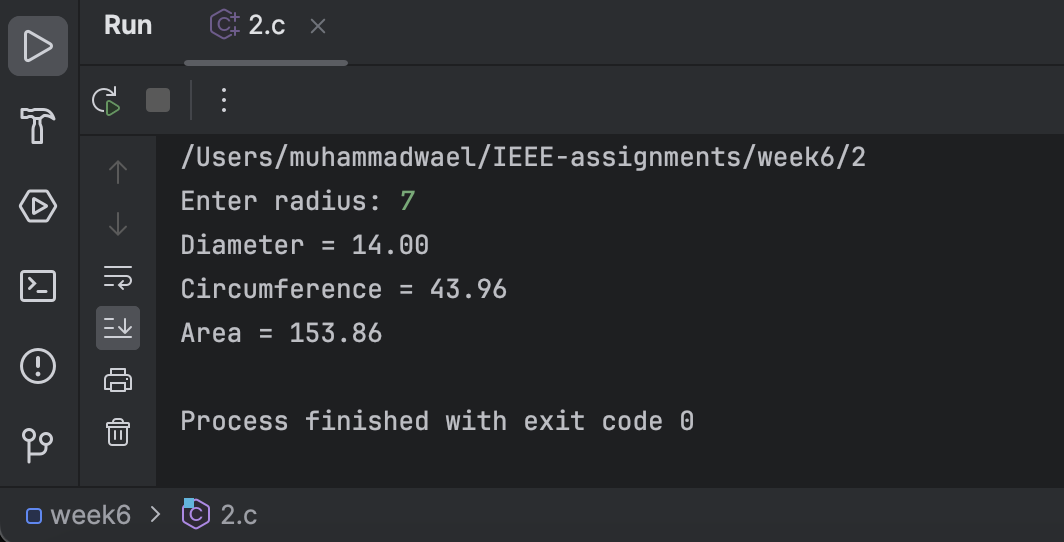 Run 2.c
/Users/muhammadwael/IEEE-assignments/week6/2
Enter radius: 7
Diameter = 14.00
Circumference = 43.96
Area = 153.86
Process finished with exit code 0
week6 > 2.c